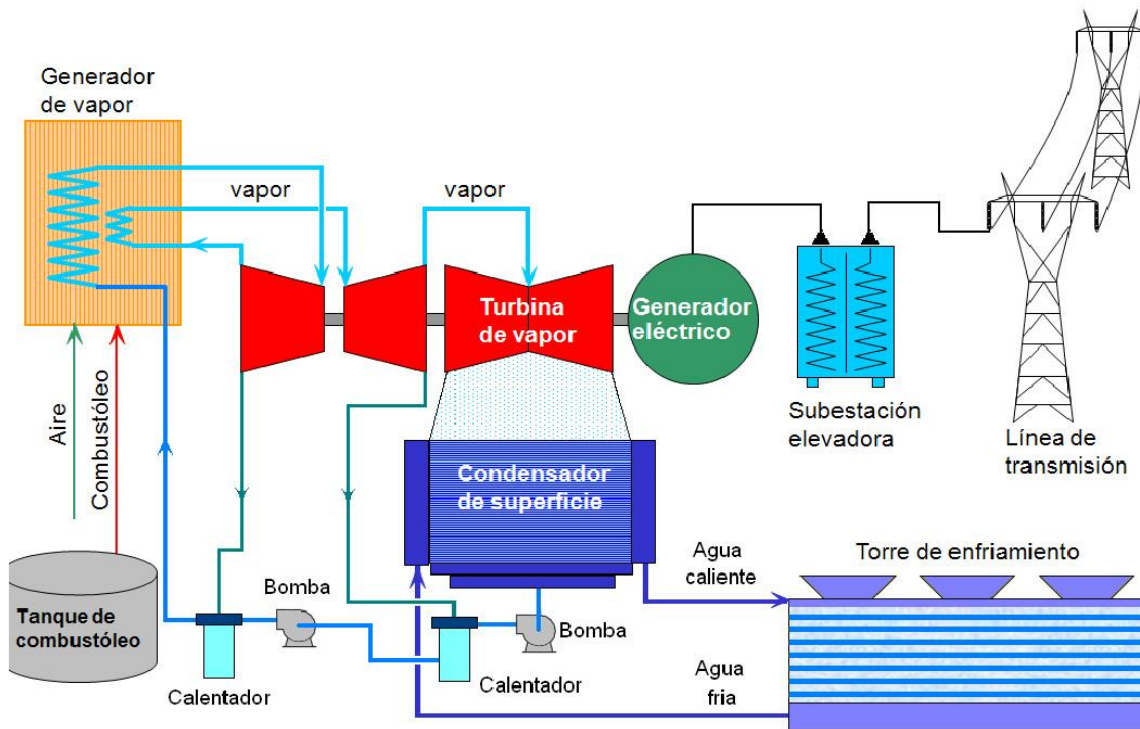 Generador
de vapor
vapor
vapor
Turbina
de vapor
Generador
eléctrico
Subestación
elevadora
Línea de
transmisión
Aire
Combustóleo
Condensador
de superficie
Tanque de
combustóleo
Bomba
Calentador
Bomba
Calentador
Agua
caliente
Agua
fria
Torre de enfriamiento